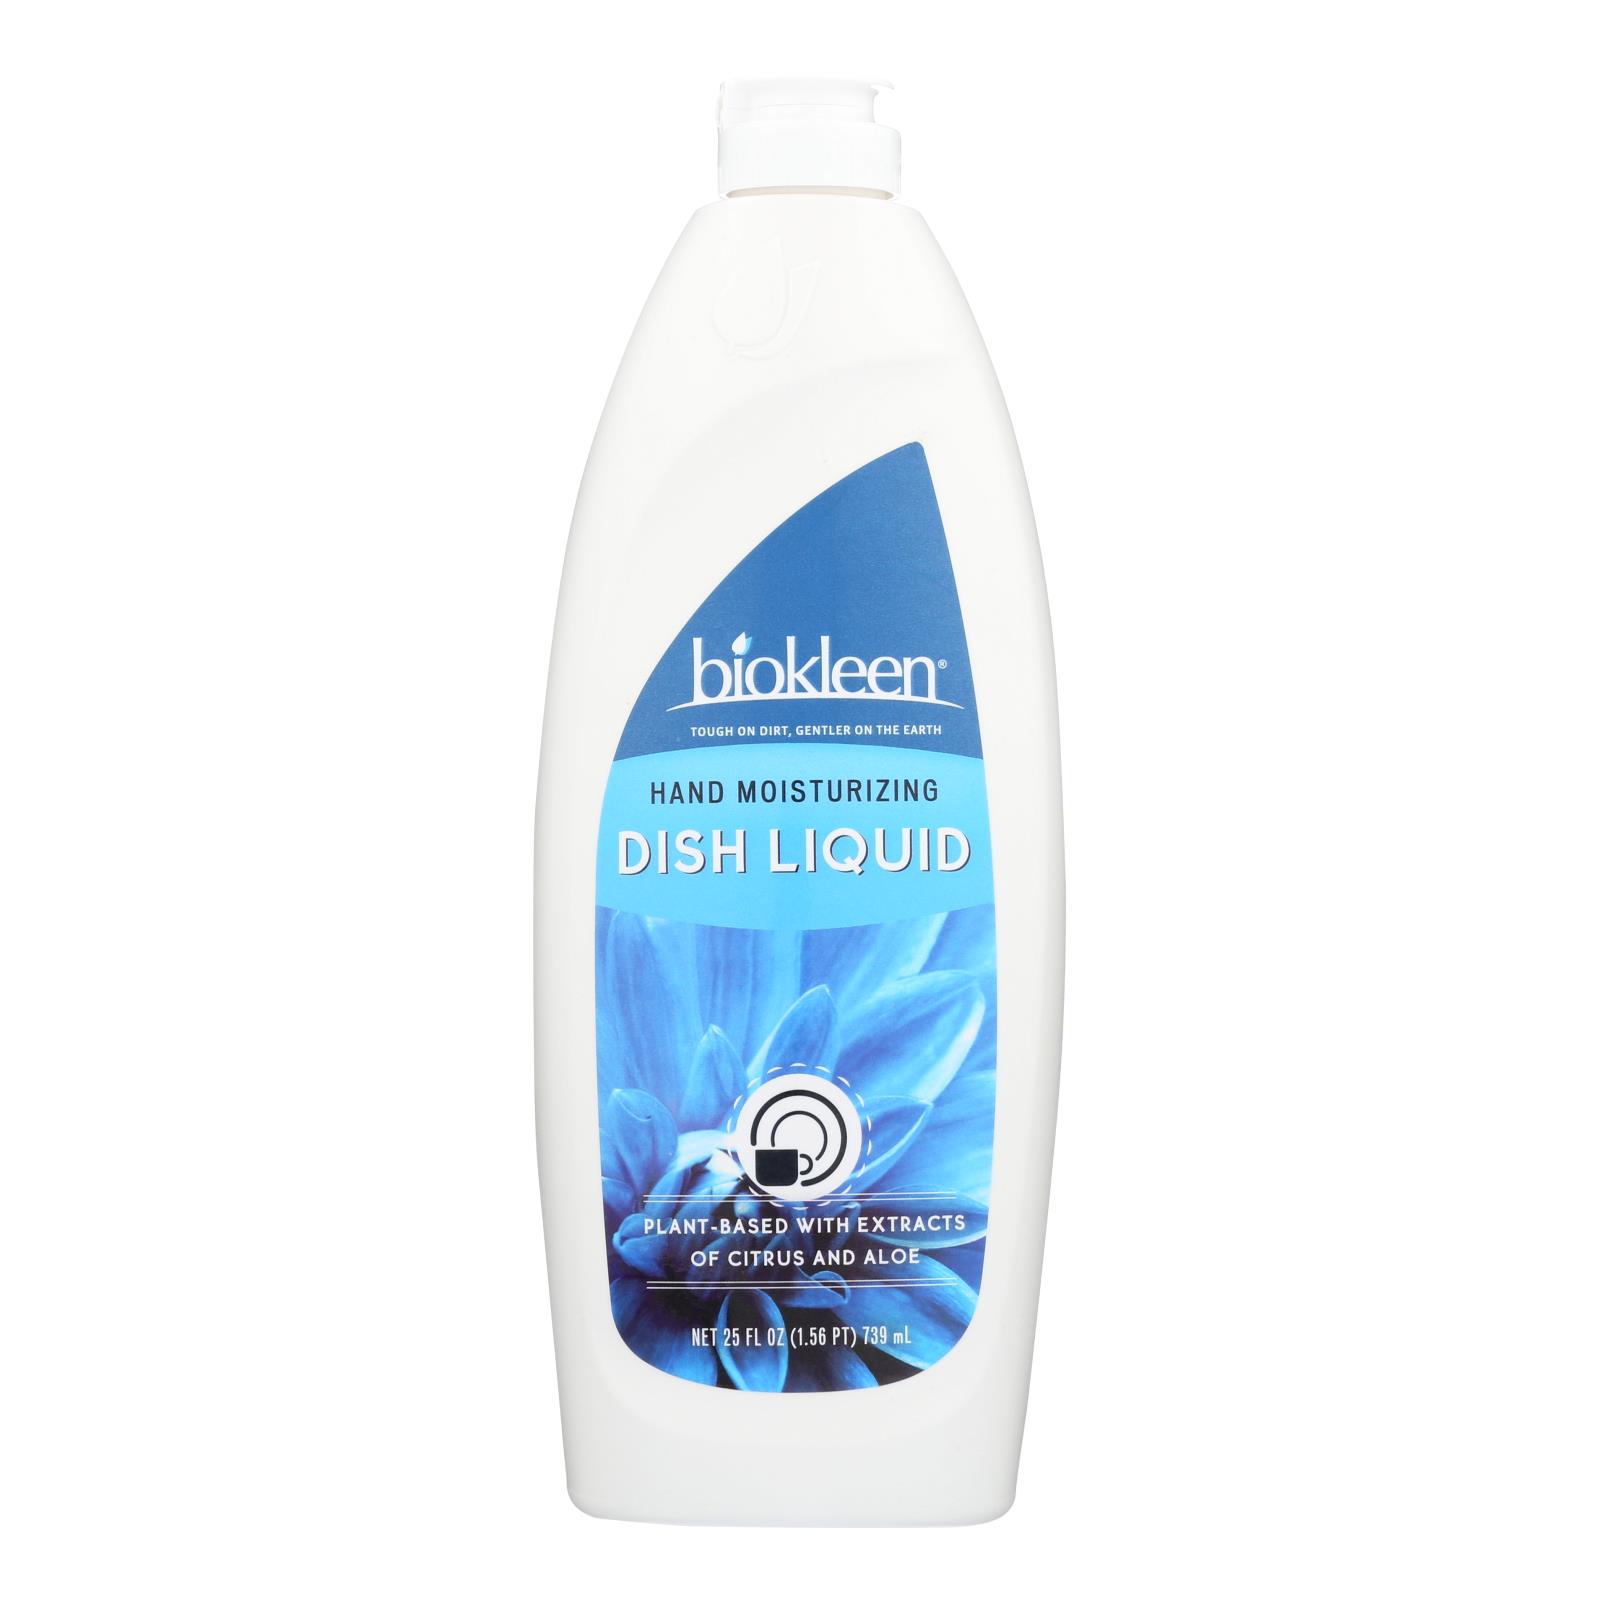 biokleen®
TOUGH ON DIRT, GENTLER ON THE EARTH
HAND MOISTURIZING
DISH LIQUID
PLANT-BASED WITH EXTRACTS
OF CITRUS AND ALOE
NET 25 FL OZ (1.56 PT) 739 mL